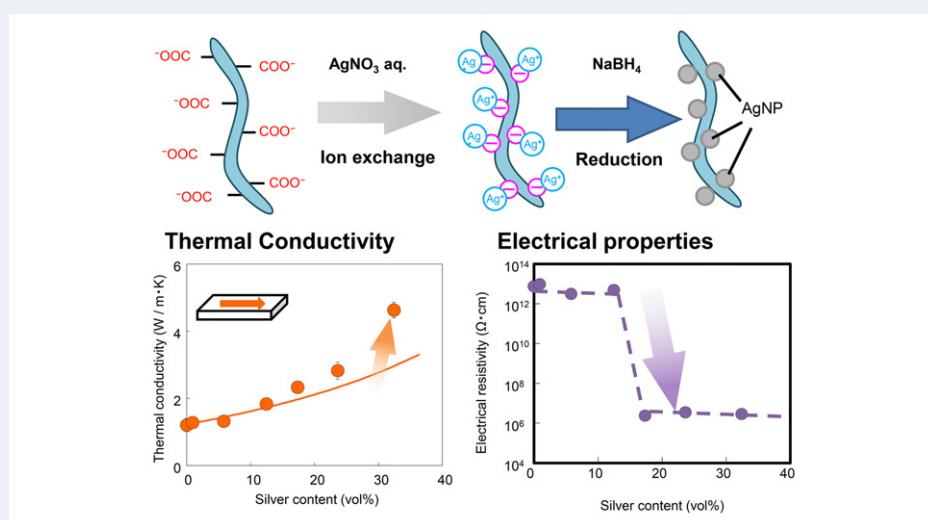 ⁻OOC
COO⁻
⁻OOC
COO⁻
⁻OOC
COO⁻
⁻OOC
AgNO₃ aq.
Ion exchange
Ag⁺
Ag⁺
Ag⁺
Ag⁺
Ag⁺
Ag⁺
Ag⁺
NaBH₄
Reduction
AgNP
Thermal Conductivity
Thermal conductivity (W / m・K)
6
4
2
0
0
10
20
30
40
Silver content (vol%)
Electrical properties
Electrical resistivity (Ω・cm)
10¹⁴
10¹²
10¹⁰
10⁸
10⁶
10⁴
0
10
20
30
40
Silver content (vol%)